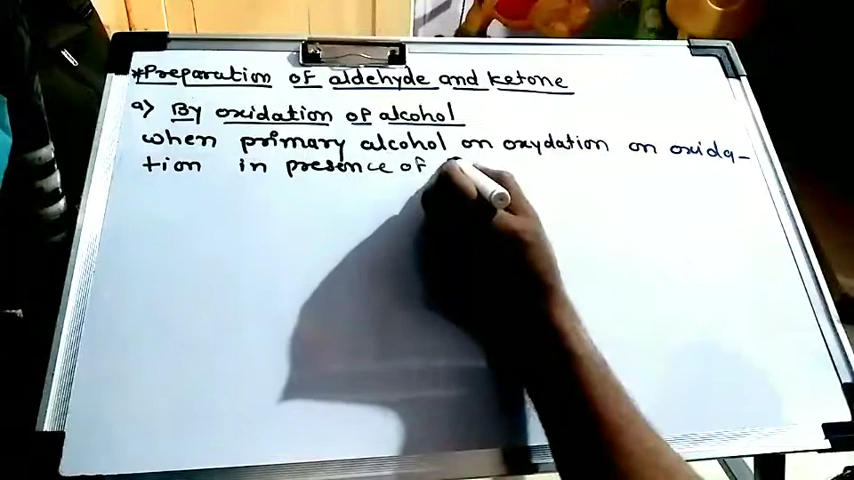 *Preparation of aldehyde and ketone
a) By oxidation of alcohol
when primary alcohol on oxydation on oxida-
tion in presence of